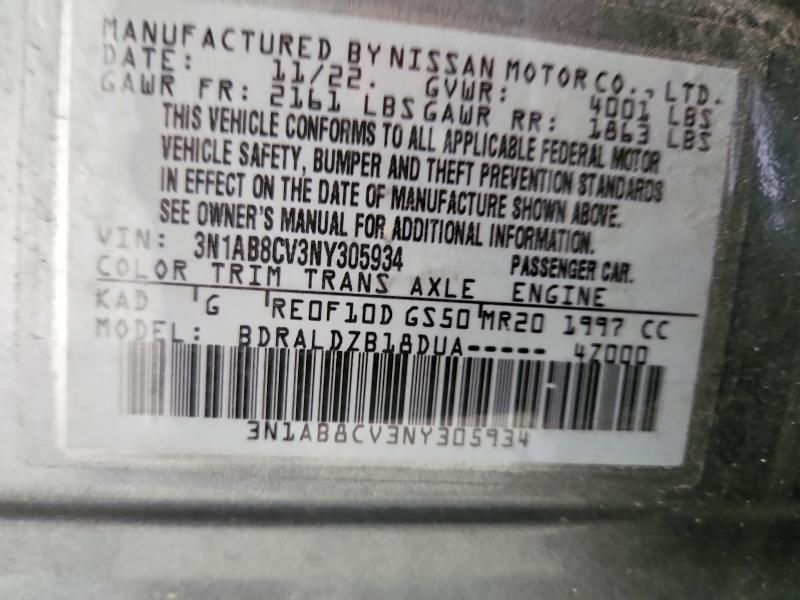 MANUFACTURED BY NISSAN MOTOR CO., LTD.
DATE: 11/22. GVWR: 4001 LBS
GAWR FR: 2161 LBS GAWR RR: 1863 LBS
THIS VEHICLE CONFORMS TO ALL APPLICABLE FEDERAL MOTOR
VEHICLE SAFETY, BUMPER AND THEFT PREVENTION STANDARDS
IN EFFECT ON THE DATE OF MANUFACTURE SHOWN ABOVE.
SEE OWNER'S MANUAL FOR ADDITIONAL INFORMATION.
VIN: 3N1AB8CV3NY305934 PASSENGER CAR.
COLOR TRIM TRANS AXLE ENGINE
KAD G RE0F10D GS50 MR20 1997 CC
MODEL: BDRALDZB18DUA----- 4Z000
3N1AB8CV3NY305934